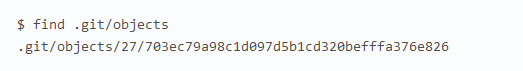 $ find .git/objects
.git/objects/27/703ec79a98c1d097d5b1cd320befffa376e826